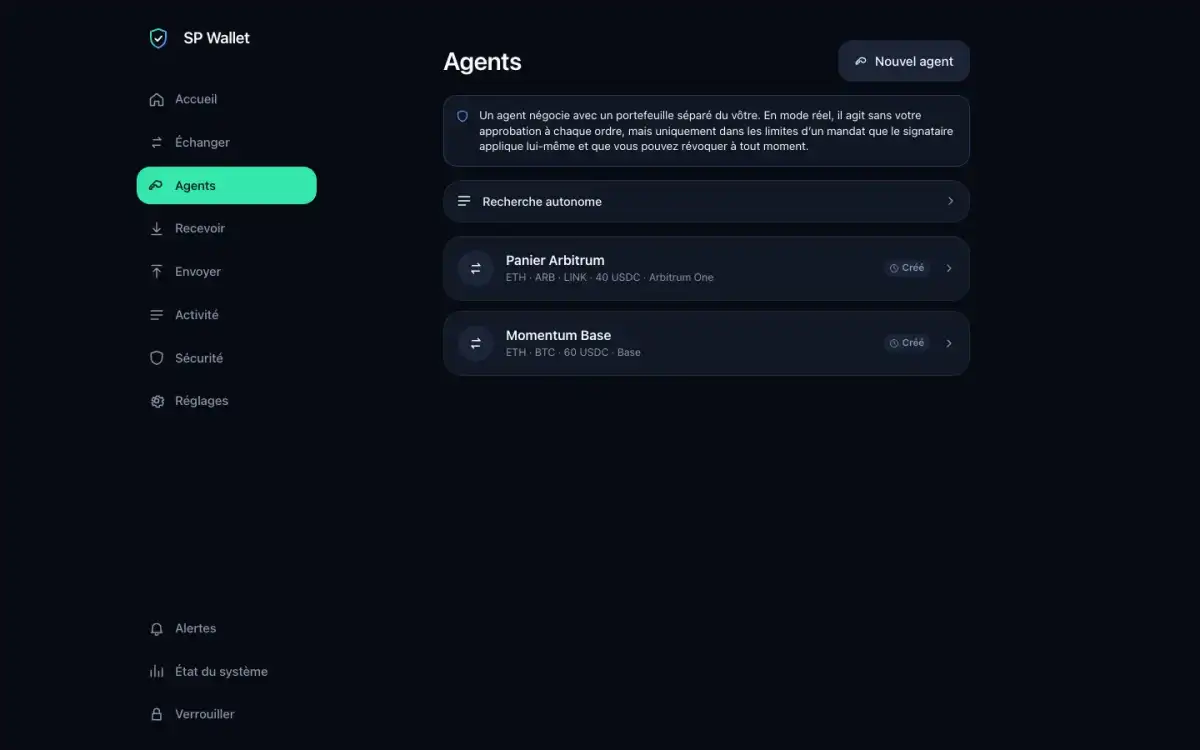 SP Wallet
Accueil
Échanger
Agents
Recevoir
Envoyer
Activité
Sécurité
Réglages
Alertes
État du système
Verrouiller
Agents
Nouvel agent
Un agent négocie avec un portefeuille séparé du vôtre. En mode réel, il agit sans votre
approbation à chaque ordre, mais uniquement dans les limites d'un mandat que le signataire
applique lui-même et que vous pouvez révoquer à tout moment.
Recherche autonome
Panier Arbitrum
ETH · ARB · LINK · 40 USDC · Arbitrum One
Créé
Momentum Base
ETH · BTC · 60 USDC · Base
Créé